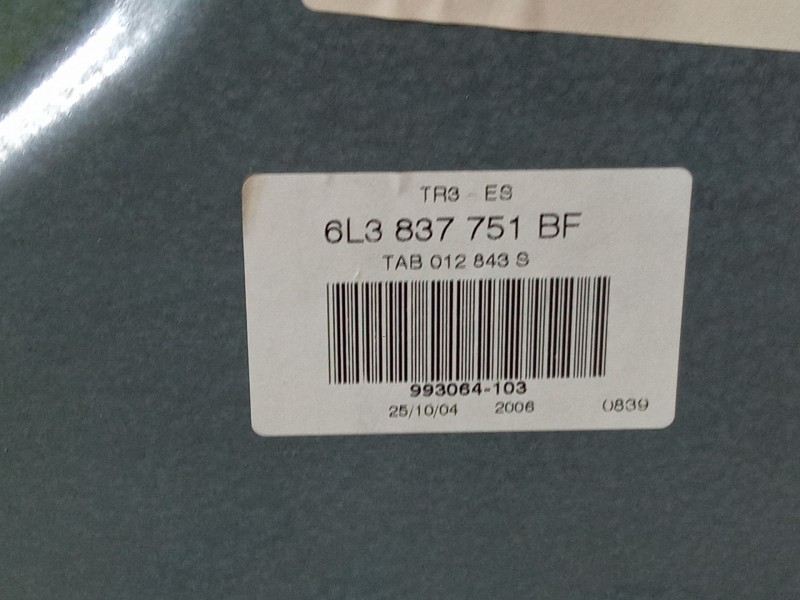 TR3 - ES
6L3 837 751 BF
TAB 012 843 S
993064-103
25/10/04 2006 0839